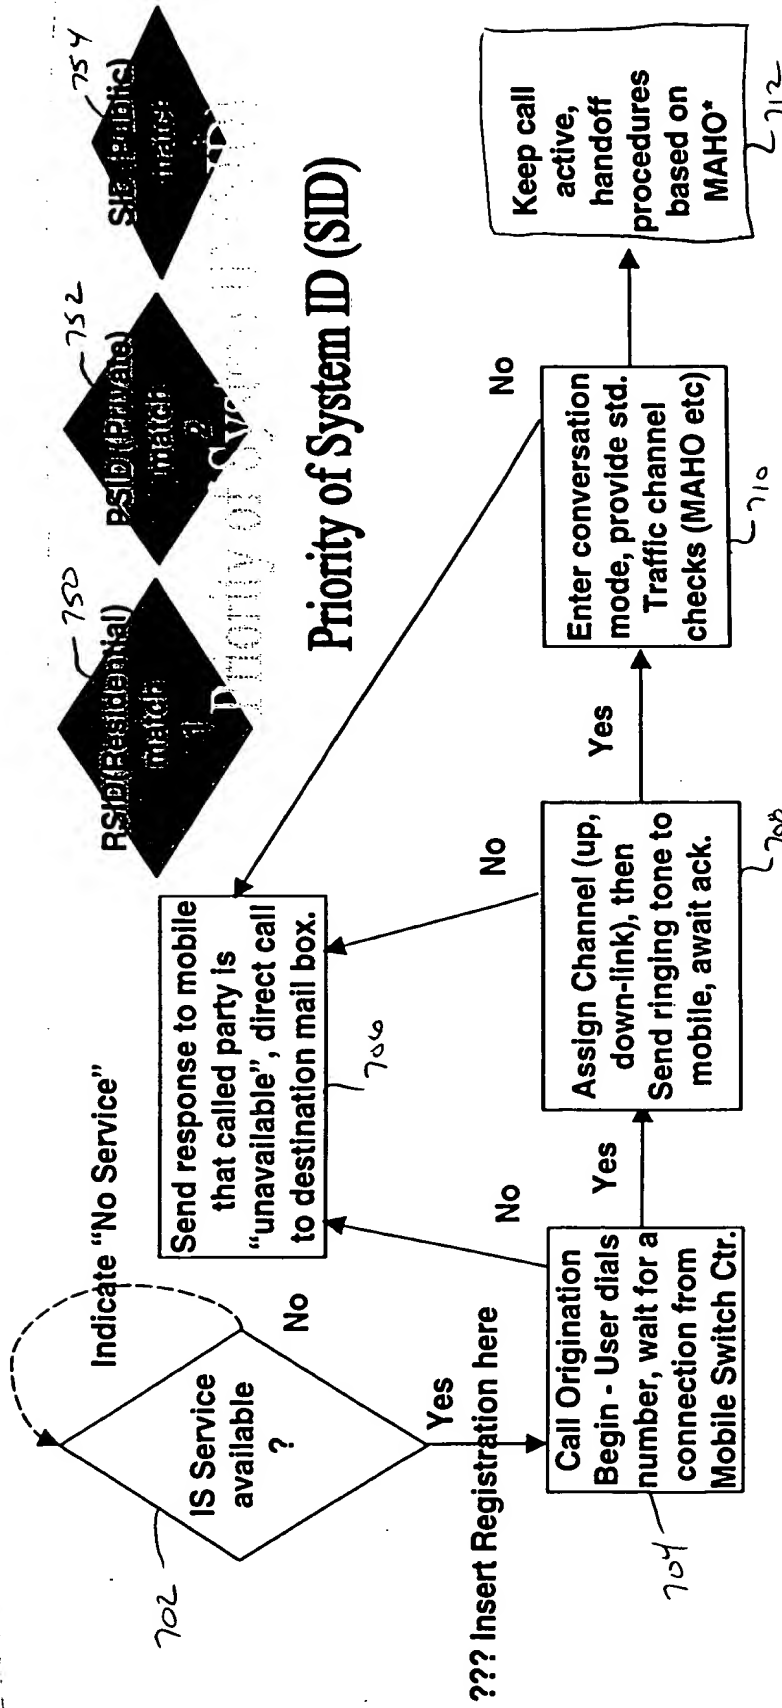 Indicate “No Service”
702
IS Service
available
?
No
Yes
??? Insert Registration here
Call Origination
Begin - User dials
number, wait for a
connection from
Mobile Switch Ctr.
704
No
Yes
Send response to mobile
that called party is
“unavailable”, direct call
to destination mail box.
706
Assign Channel (up,
down-link), then
Send ringing tone to
mobile, await ack.
No
Yes
Enter conversation
mode, provide std.
Traffic channel
checks (MAHO etc)
710
No
Keep call
active,
handoff
procedures
based on
MAHO*
712
RSID(Residential)
match
1
750
PSID (Private)
match
2
752
SID (Public)
match
754
Priority of System ID (SID)